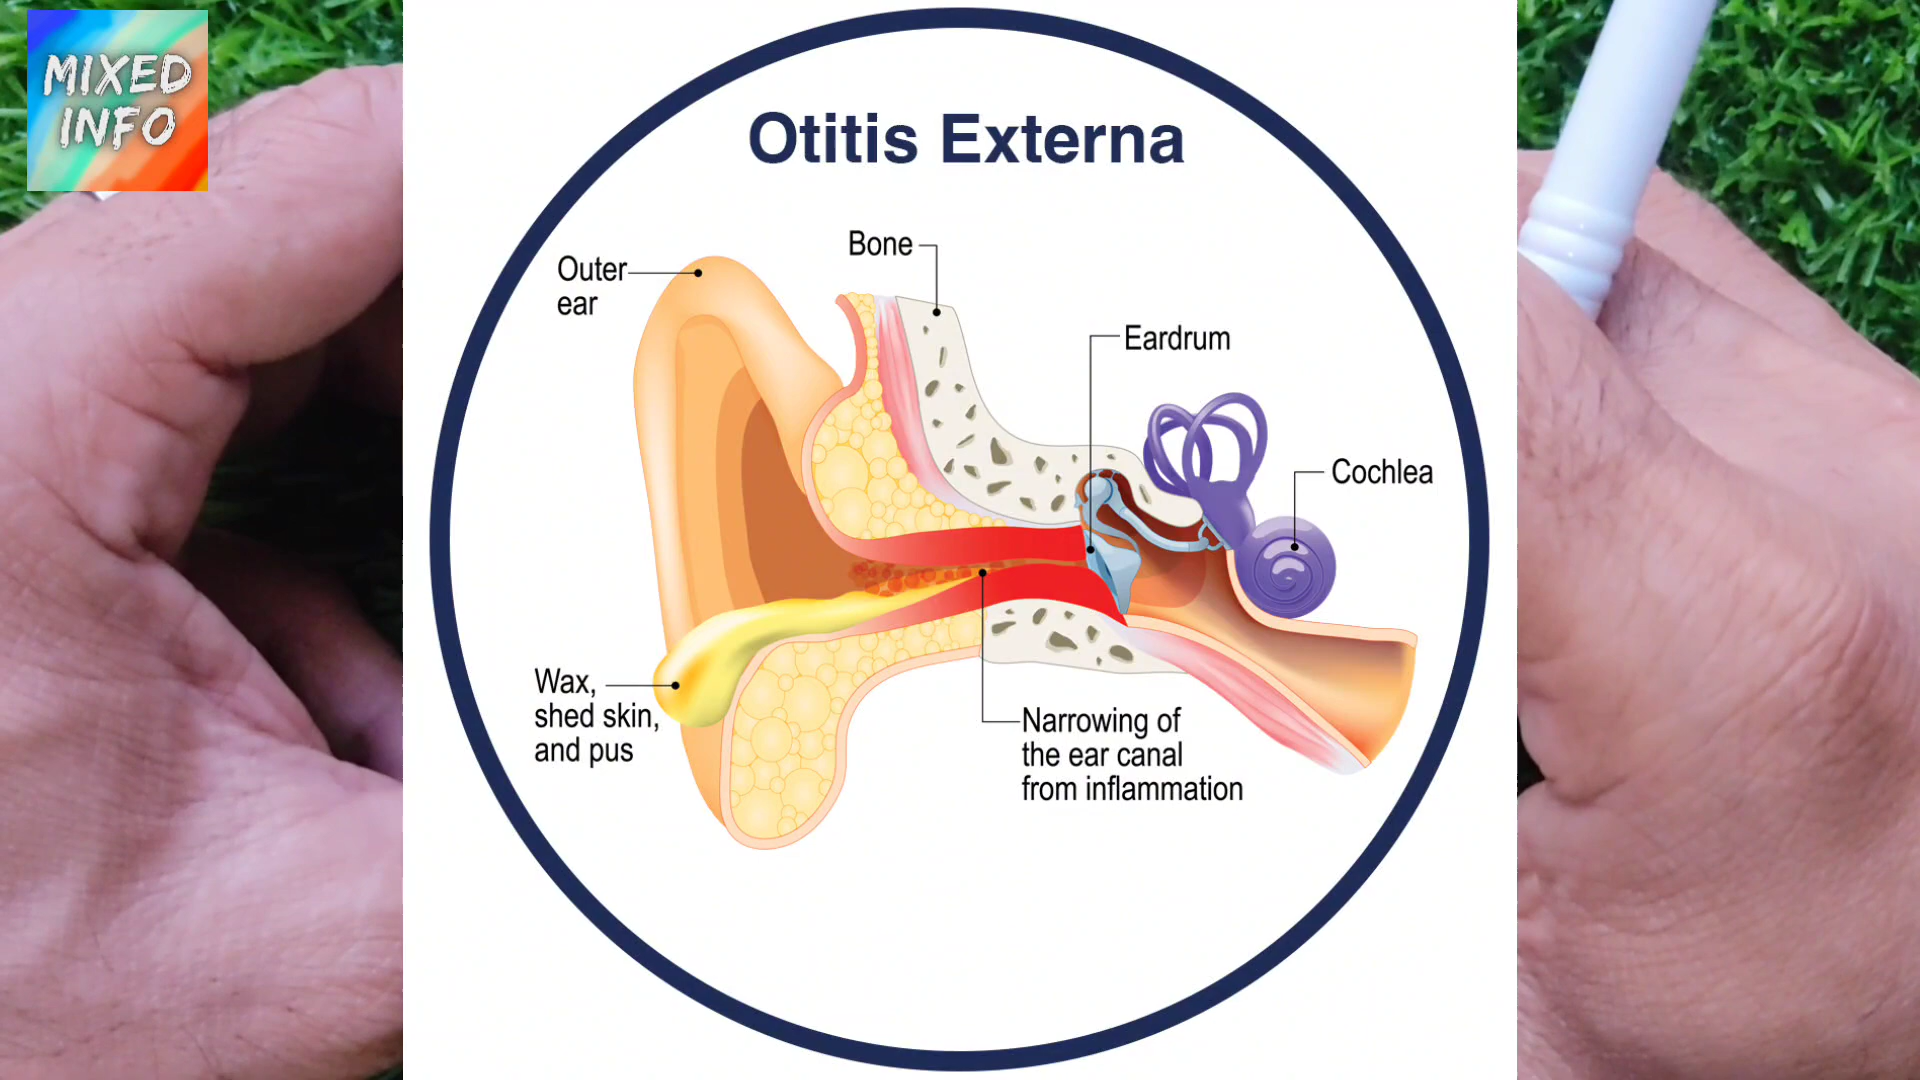 MIXED
INFO
Otitis Externa
Bone
Outer
ear
Eardrum
Cochlea
Wax,
shed skin,
and pus
Narrowing of
the ear canal
from inflammation